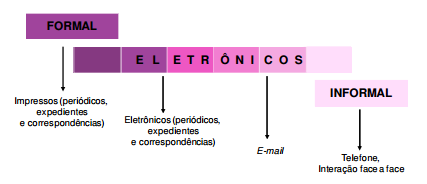 FORMAL
E L E T R Ô N I C O S
Impressos (periódicos,
expedientes
e correspondências)
Eletrônicos (periódicos,
expedientes
e correspondências)
E-mail
INFORMAL
Telefone,
Interação face a face